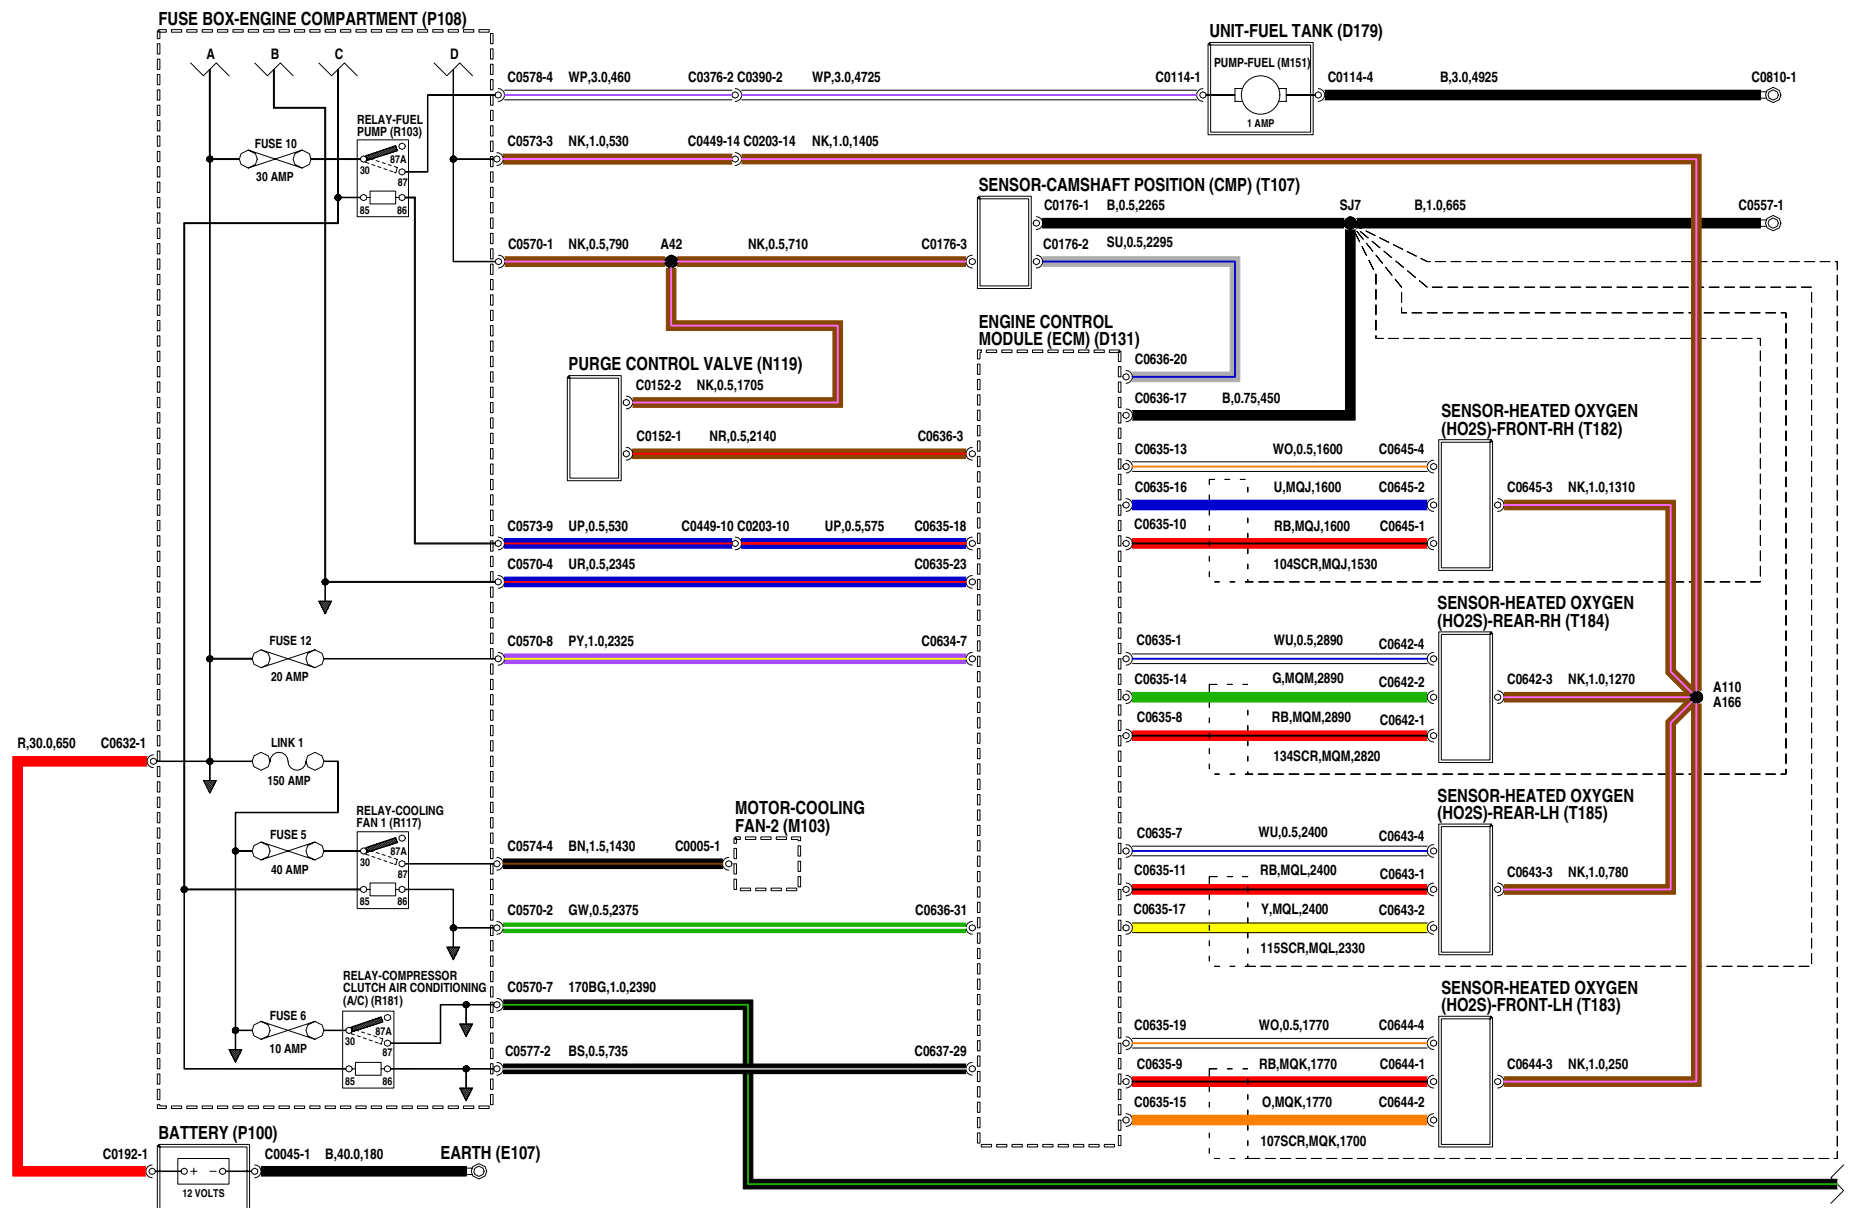 FUSE BOX-ENGINE COMPARTMENT (P108)
A B C D
RELAY-FUEL
PUMP (R103)
FUSE 10
30 AMP
87A
30
87
85 86
FUSE 12
20 AMP
LINK 1
150 AMP
RELAY-COOLING
FAN 1 (R117)
FUSE 5
40 AMP
87A
30
87
85 86
RELAY-COMPRESSOR
CLUTCH AIR CONDITIONING
(A/C) (R181)
FUSE 6
10 AMP
87A
30
87
85 86
R,30.0,650 C0632-1
BATTERY (P100)
C0192-1
+ −
12 VOLTS
C0045-1 B,40.0,180
EARTH (E107)
C0578-4 WP,3.0,460 C0376-2 C0390-2 WP,3.0,4725 C0114-1
UNIT-FUEL TANK (D179)
PUMP-FUEL (M151)
1 AMP
C0114-4 B,3.0,4925 C0810-1
C0573-3 NK,1.0,530 C0449-14 C0203-14 NK,1.0,1405
SENSOR-CAMSHAFT POSITION (CMP) (T107)
C0176-1 B,0.5,2265 SJ7 B,1.0,665 C0557-1
C0570-1 NK,0.5,790 A42 NK,0.5,710 C0176-3
C0176-2 SU,0.5,2295
ENGINE CONTROL
MODULE (ECM) (D131)
C0636-20
C0636-17 B,0.75,450
PURGE CONTROL VALVE (N119)
C0152-2 NK,0.5,1705
C0152-1 NR,0.5,2140 C0636-3
C0573-9 UP,0.5,530 C0449-10 C0203-10 UP,0.5,575 C0635-18
C0570-4 UR,0.5,2345 C0635-23
C0570-8 PY,1.0,2325 C0634-7
MOTOR-COOLING
FAN-2 (M103)
C0574-4 BN,1.5,1430 C0005-1
C0570-2 GW,0.5,2375 C0636-31
C0570-7 170BG,1.0,2390
C0577-2 BS,0.5,735 C0637-29
SENSOR-HEATED OXYGEN
(HO2S)-FRONT-RH (T182)
C0635-13 WO,0.5,1600 C0645-4
C0635-16 U,MQJ,1600 C0645-2
C0645-3 NK,1.0,1310
C0635-10 RB,MQJ,1600 C0645-1
104SCR,MQJ,1530
SENSOR-HEATED OXYGEN
(HO2S)-REAR-RH (T184)
C0635-1 WU,0.5,2890 C0642-4
C0635-14 G,MQM,2890 C0642-2
C0642-3 NK,1.0,1270
A110
A166
C0635-8 RB,MQM,2890 C0642-1
134SCR,MQM,2820
SENSOR-HEATED OXYGEN
(HO2S)-REAR-LH (T185)
C0635-7 WU,0.5,2400 C0643-4
C0635-11 RB,MQL,2400 C0643-1
C0643-3 NK,1.0,780
C0635-17 Y,MQL,2400 C0643-2
115SCR,MQL,2330
SENSOR-HEATED OXYGEN
(HO2S)-FRONT-LH (T183)
C0635-19 WO,0.5,1770 C0644-4
C0635-9 RB,MQK,1770 C0644-1
C0644-3 NK,1.0,250
C0635-15 O,MQK,1770 C0644-2
107SCR,MQK,1700